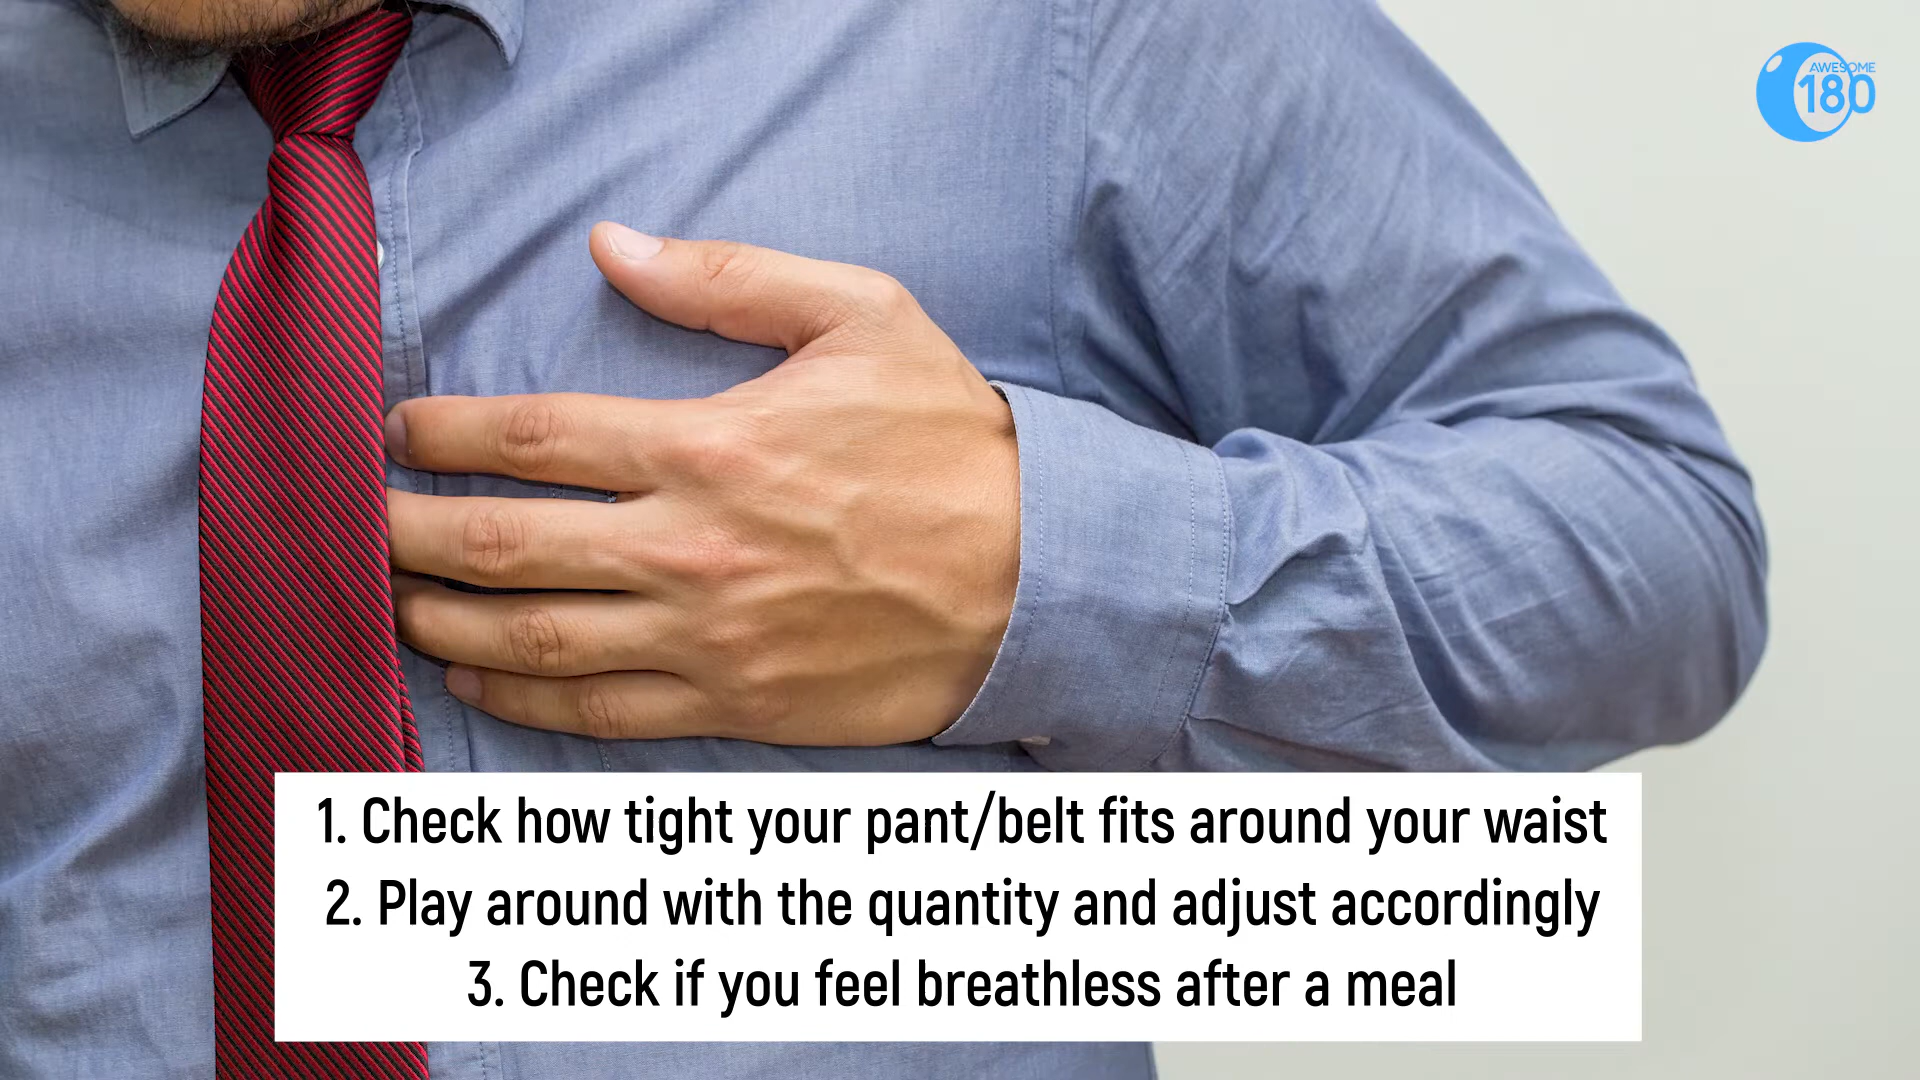 AWESOME
180
1. Check how tight your pant/belt fits around your waist
2. Play around with the quantity and adjust accordingly
3. Check if you feel breathless after a meal